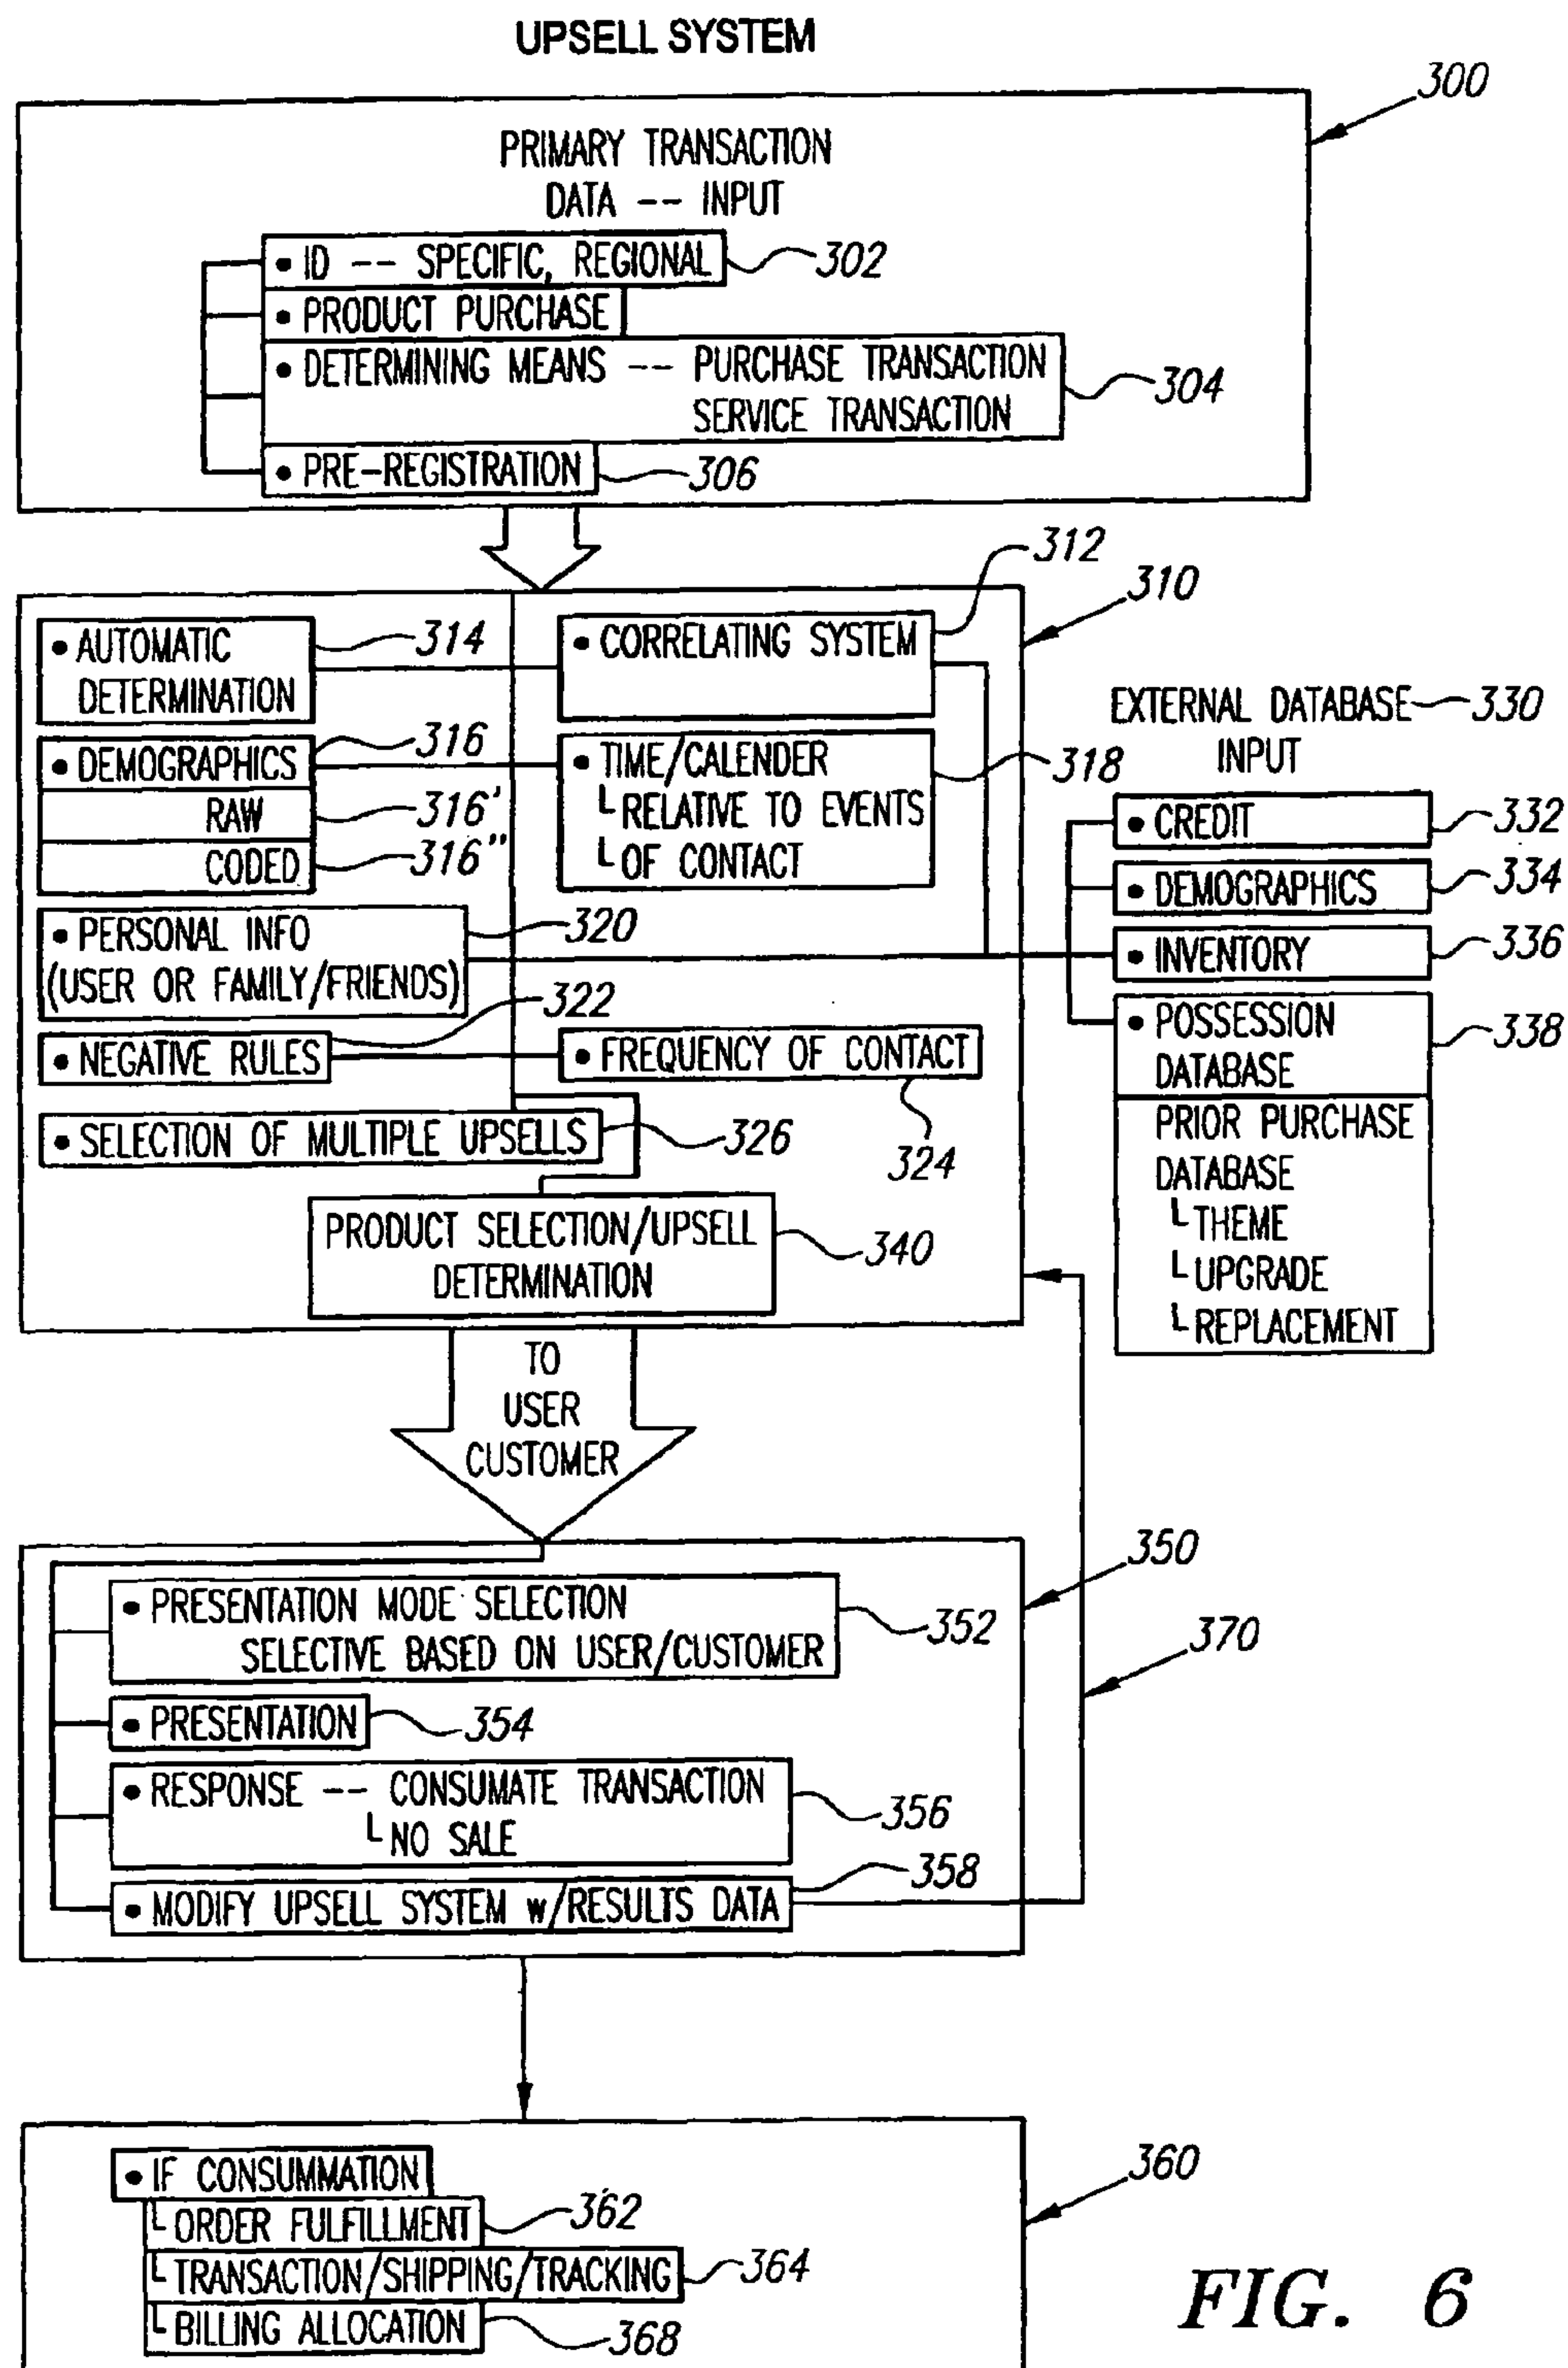 UPSELL SYSTEM
300
PRIMARY TRANSACTION
DATA -- INPUT
• ID -- SPECIFIC, REGIONAL
302
• PRODUCT PURCHASE
• DETERMINING MEANS -- PURCHASE TRANSACTION
SERVICE TRANSACTION
304
• PRE-REGISTRATION
306
310
• AUTOMATIC
DETERMINATION
314
• CORRELATING SYSTEM
312
• DEMOGRAPHICS
316
RAW
316'
CODED
316"
• TIME/CALENDER
└ RELATIVE TO EVENTS
└ OF CONTACT
318
• PERSONAL INFO
(USER OR FAMILY/FRIENDS)
320
• NEGATIVE RULES
322
• FREQUENCY OF CONTACT
324
• SELECTION OF MULTIPLE UPSELLS
326
PRODUCT SELECTION/UPSELL
DETERMINATION
340
EXTERNAL DATABASE
INPUT
330
• CREDIT
332
• DEMOGRAPHICS
334
• INVENTORY
336
• POSSESSION
DATABASE
338
PRIOR PURCHASE
DATABASE
└ THEME
└ UPGRADE
└ REPLACEMENT
TO
USER
CUSTOMER
350
• PRESENTATION MODE SELECTION
SELECTIVE BASED ON USER/CUSTOMER
352
• PRESENTATION
354
• RESPONSE -- CONSUMATE TRANSACTION
└ NO SALE
356
• MODIFY UPSELL SYSTEM w/RESULTS DATA
358
370
360
• IF CONSUMMATION
└ ORDER FULFILLMENT
362
└ TRANSACTION/SHIPPING/TRACKING
364
└ BILLING ALLOCATION
368
FIG. 6